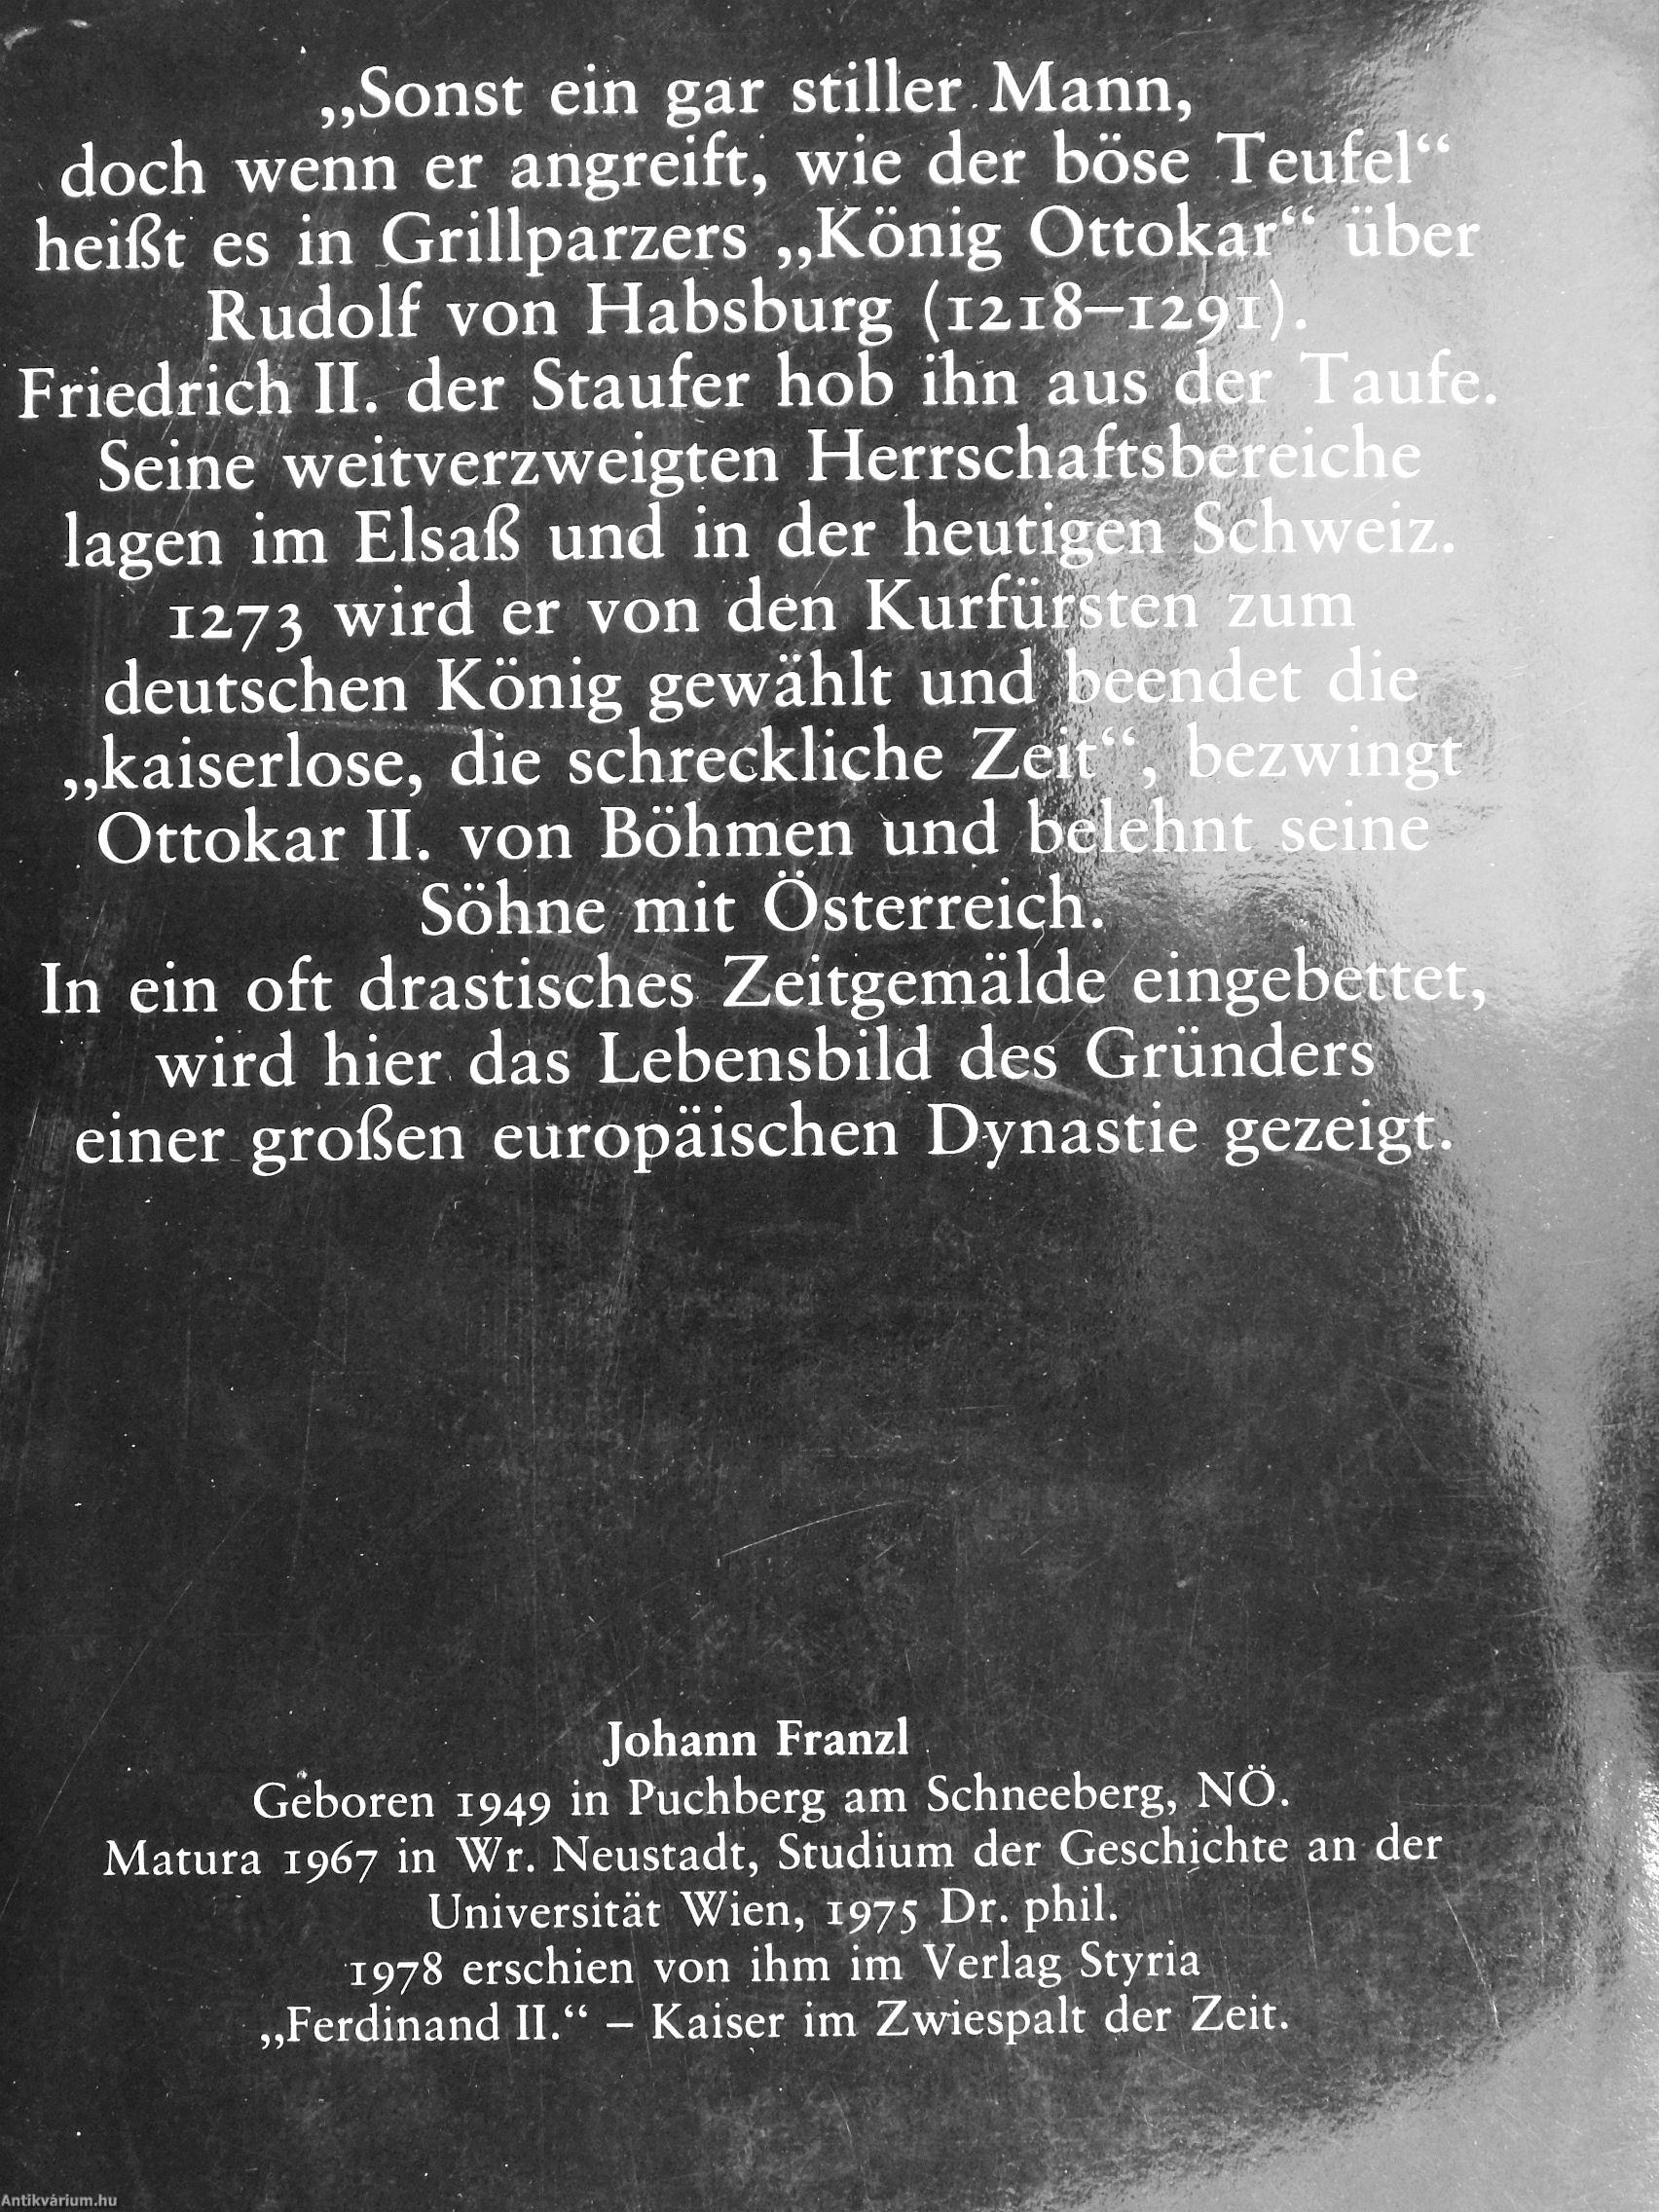 „Sonst ein gar stiller Mann,
doch wenn er angreift, wie der böse Teufel“
heißt es in Grillparzers „König Ottokar“ über
Rudolf von Habsburg (1218–1291).
Friedrich II. der Staufer hob ihn aus der Taufe.
Seine weitverzweigten Herrschaftsbereiche
lagen im Elsaß und in der heutigen Schweiz.
1273 wird er von den Kurfürsten zum
deutschen König gewählt und beendet die
„kaiserlose, die schreckliche Zeit“, bezwingt
Ottokar II. von Böhmen und belehnt seine
Söhne mit Österreich.
In ein oft drastisches Zeitgemälde eingebettet,
wird hier das Lebensbild des Gründers
einer großen europäischen Dynastie gezeigt.
Johann Franzl
Geboren 1949 in Puchberg am Schneeberg, NÖ.
Matura 1967 in Wr. Neustadt, Studium der Geschichte an der
Universität Wien, 1975 Dr. phil.
1978 erschien von ihm im Verlag Styria
„Ferdinand II.“ – Kaiser im Zwiespalt der Zeit.
Antikvárium.hu